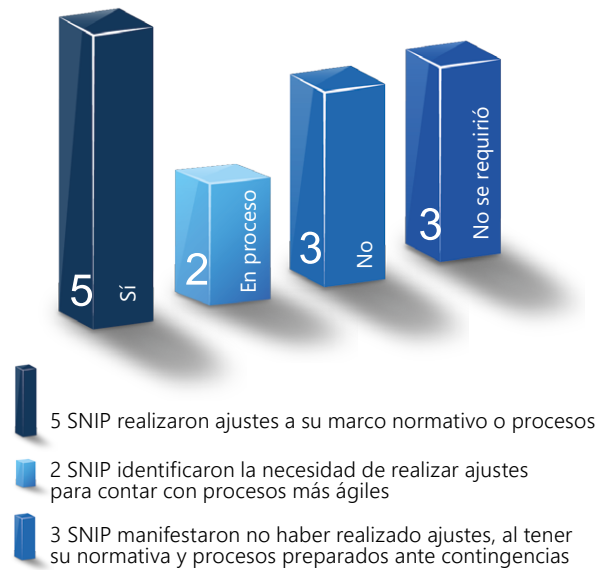 5
Sí
2
En proceso
3
No
3
No se requirió
5 SNIP realizaron ajustes a su marco normativo o procesos
2 SNIP identificaron la necesidad de realizar ajustes
para contar con procesos más ágiles
3 SNIP manifestaron no haber realizado ajustes, al tener
su normativa y procesos preparados ante contingencias